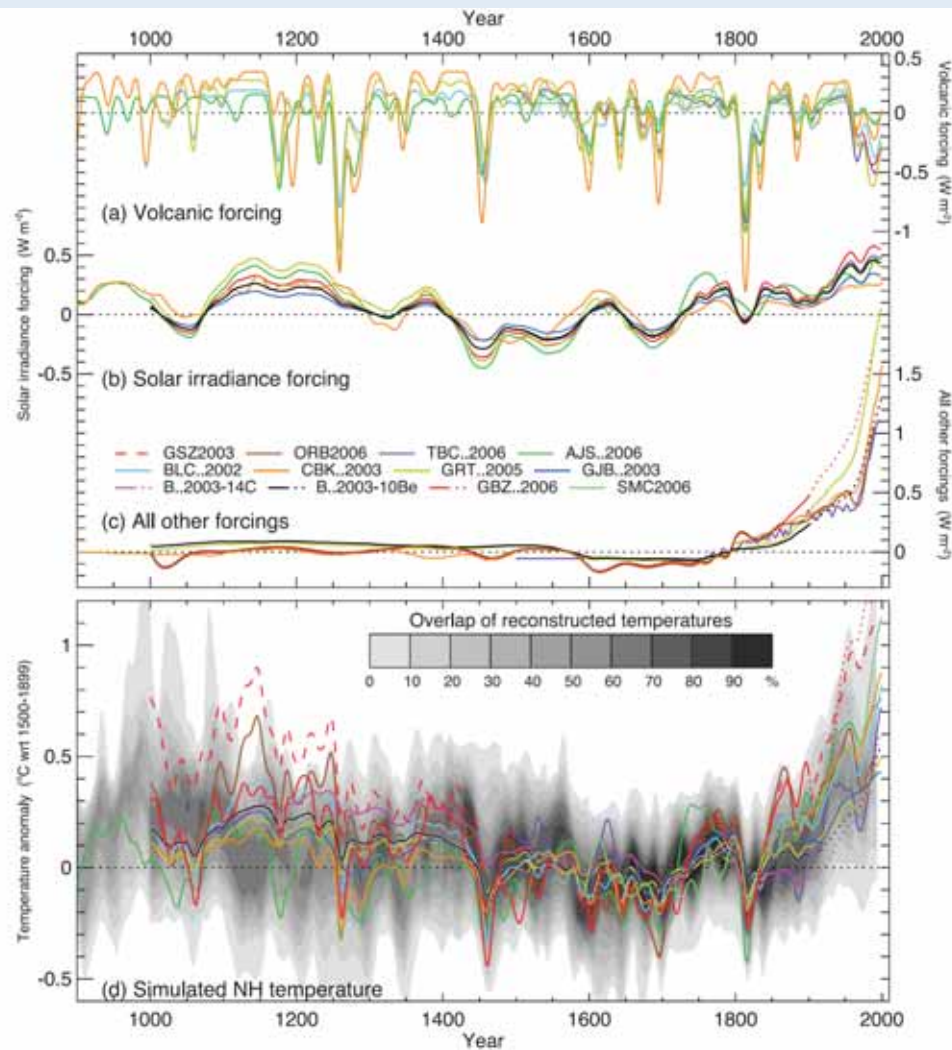 Year
1000 1200 1400 1600 1800 2000
0.5
0
-0.5
-1
Volcanic forcing (W m-2)
(a) Volcanic forcing
0.5
0
-0.5
Solar irradiance forcing (W m-2)
(b) Solar irradiance forcing
1.5
1
0.5
0
All other forcings (W m-2)
GSZ2003 ORB2006 TBC..2006 AJS..2006
BLC..2002 CBK..2003 GRT..2005 GJB..2003
B..2003-14C B..2003-10Be GBZ..2006 SMC2006
(c) All other forcings
Overlap of reconstructed temperatures
0 10 20 30 40 50 60 70 80 90 %
1
0.5
0
-0.5
Temperature anomaly (°C wrt 1500-1899)
(d) Simulated NH temperature
1000 1200 1400 1600 1800 2000
Year